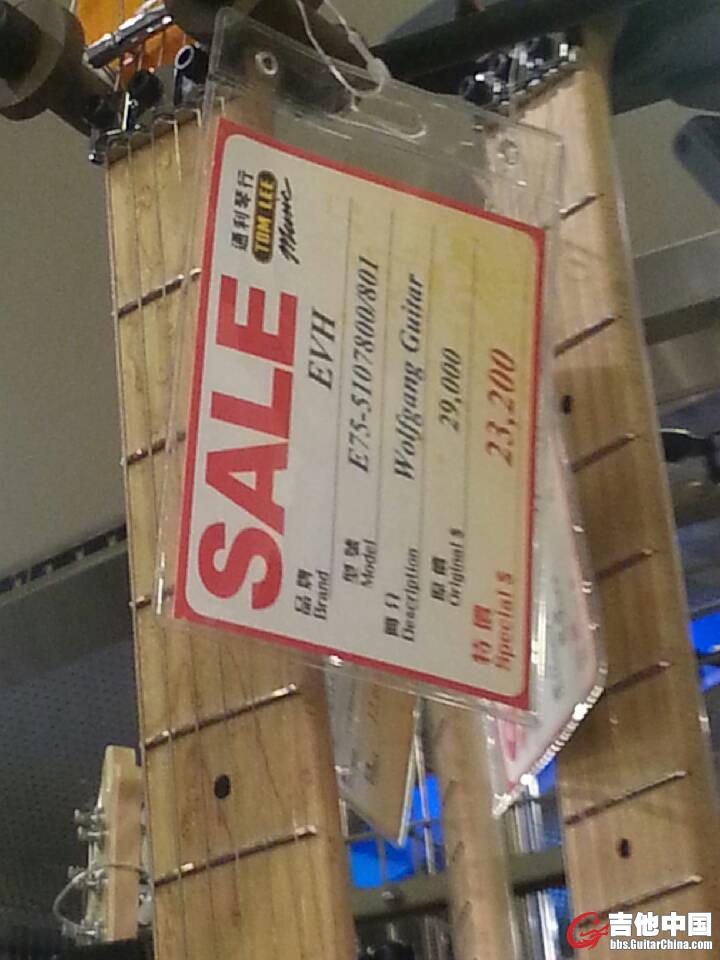 通利琴行
TOM LEE
Music
SALE
品牌
Brand EVH
型號
Model E75-5107800/801
Description Wolfgang Guitar
原價
Original $ 29,000
特價
Special $ 23,200
吉他中国
bbs.GuitarChina.com